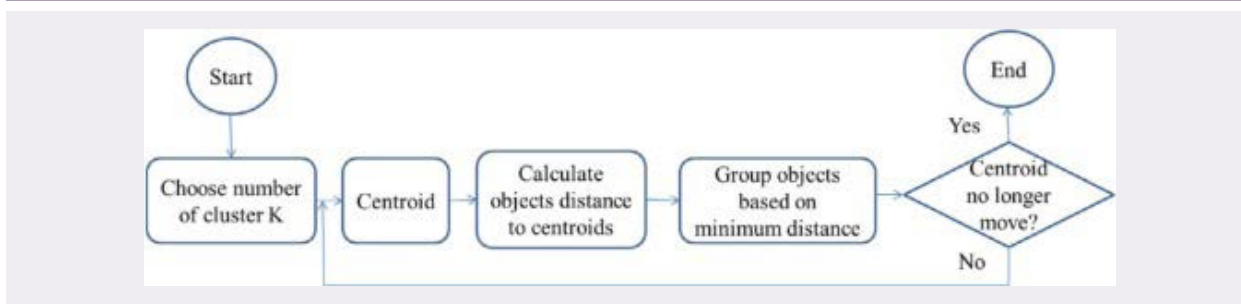 Start
Choose number
of cluster K
Centroid
Calculate
objects distance
to centroids
Group objects
based on
minimum distance
Centroid
no longer
move?
Yes
End
No